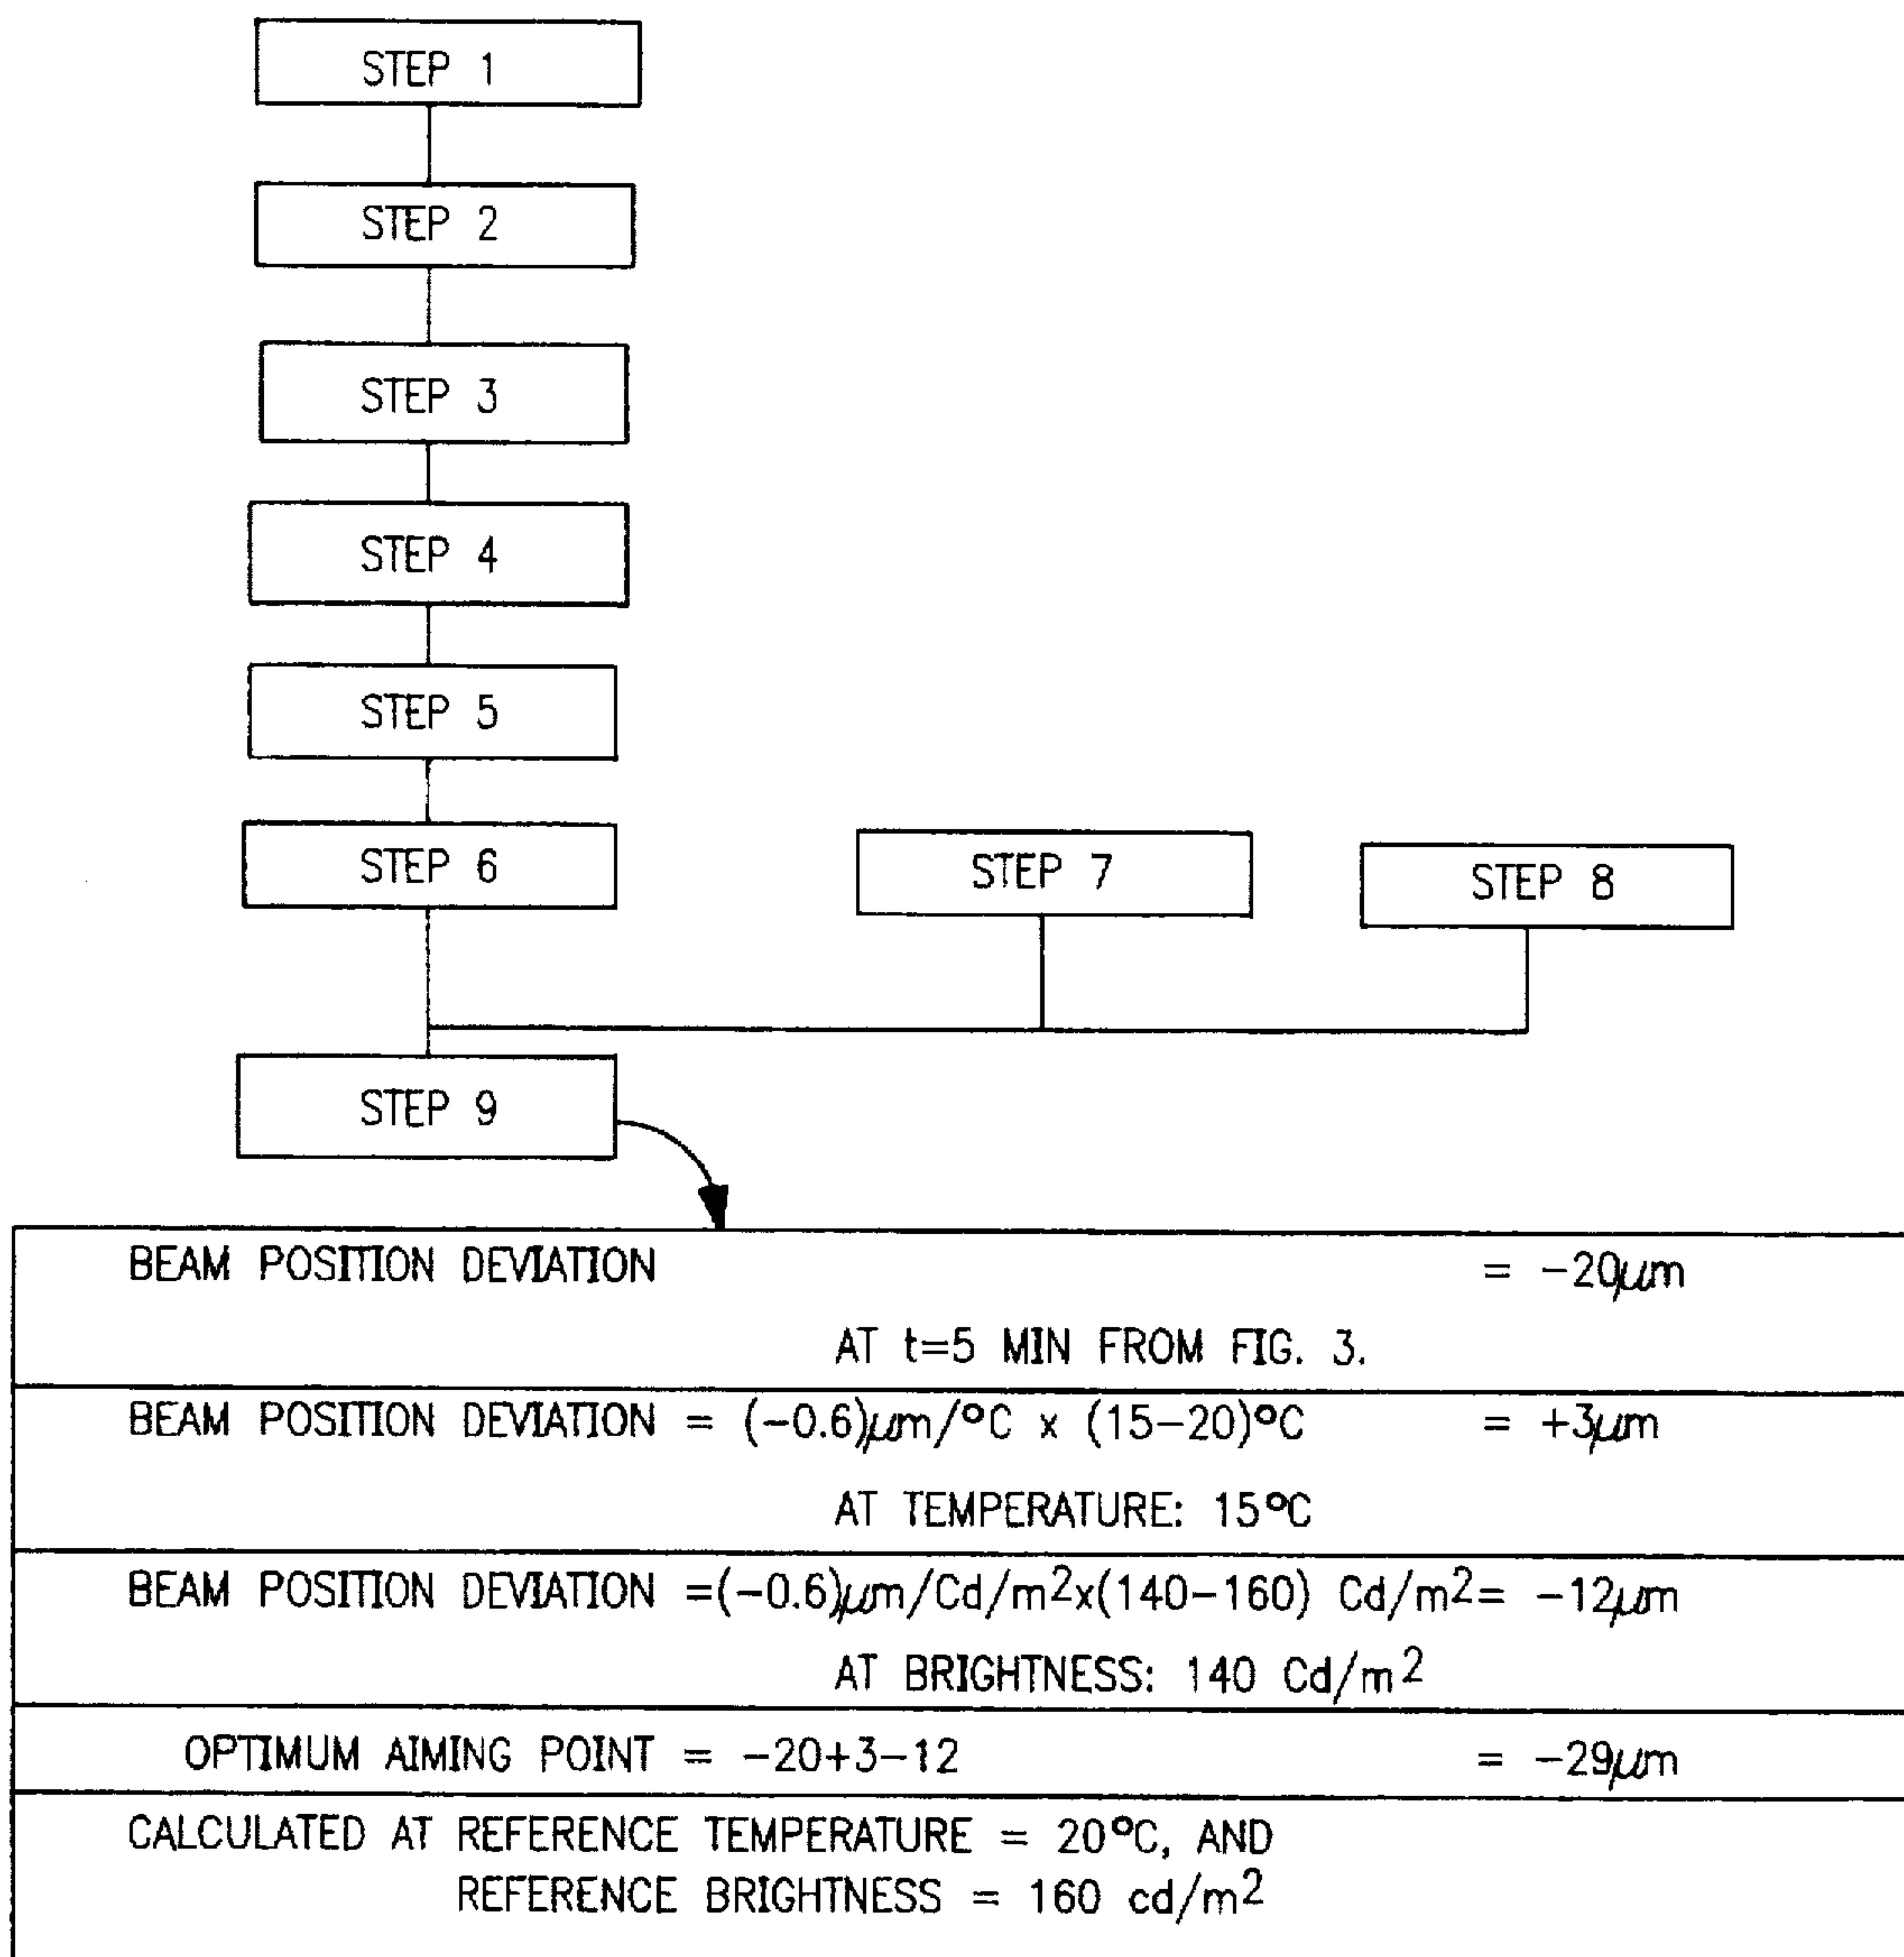 STEP 1
STEP 2
STEP 3
STEP 4
STEP 5
STEP 6
STEP 7
STEP 8
STEP 9
BEAM POSITION DEVIATION = -20μm
AT t=5 MIN FROM FIG. 3.
BEAM POSITION DEVIATION = (-0.6)μm/°C x (15-20)°C = +3μm
AT TEMPERATURE: 15°C
BEAM POSITION DEVIATION =(-0.6)μm/Cd/m²x(140-160) Cd/m²= -12μm
AT BRIGHTNESS: 140 Cd/m²
OPTIMUM AIMING POINT = -20+3-12 = -29μm
CALCULATED AT REFERENCE TEMPERATURE = 20°C, AND
REFERENCE BRIGHTNESS = 160 cd/m²